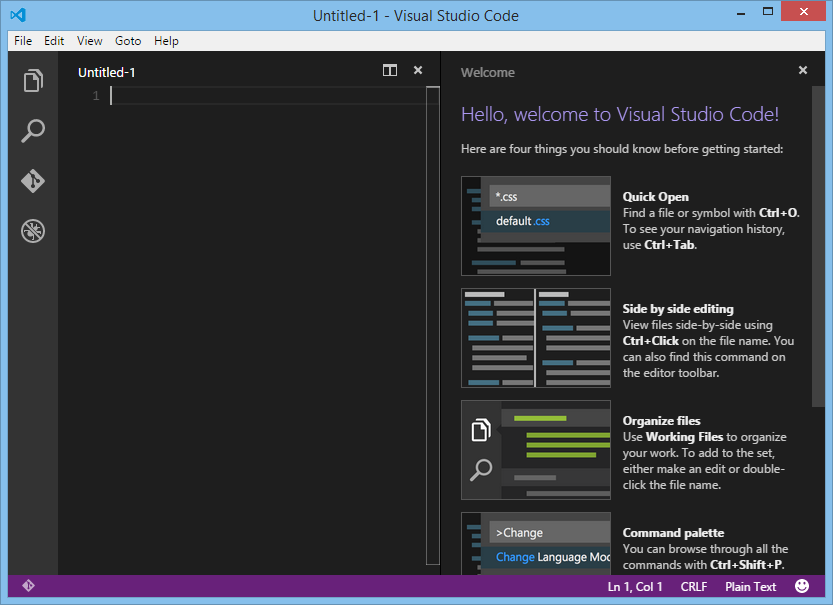 Untitled-1 - Visual Studio Code
File Edit View Goto Help
Untitled-1
1
Welcome
Hello, welcome to Visual Studio Code!
Here are four things you should know before getting started:
*.css
default.css
Quick Open
Find a file or symbol with Ctrl+O.
To see your navigation history,
use Ctrl+Tab.
Side by side editing
View files side-by-side using
Ctrl+Click on the file name. You
can also find this command on
the editor toolbar.
Organize files
Use Working Files to organize
your work. To add to the set,
either make an edit or double-
click the file name.
>Change
Change Language Mod
Command palette
You can browse through all the
commands with Ctrl+Shift+P.
Ln 1, Col 1 CRLF Plain Text